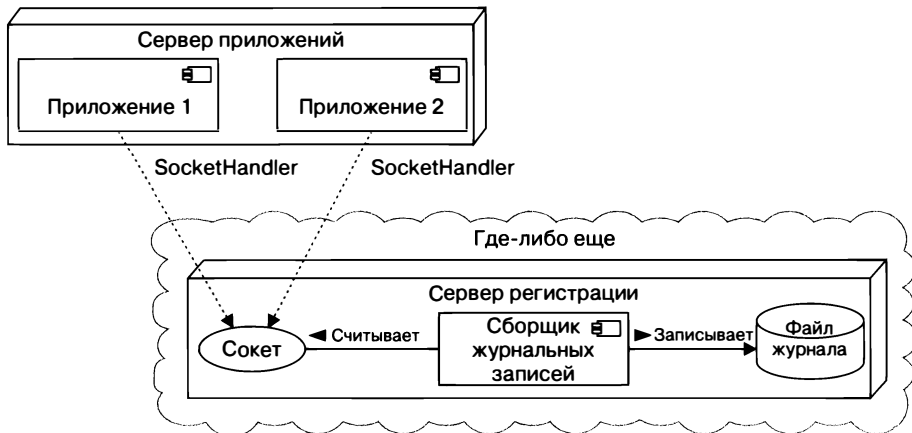 Сервер приложений
Приложение 1
Приложение 2
SocketHandler
SocketHandler
Где-либо еще
Сервер регистрации
Сокет
Считывает
Сборщик
журнальных
записей
Записывает
Файл
журнала